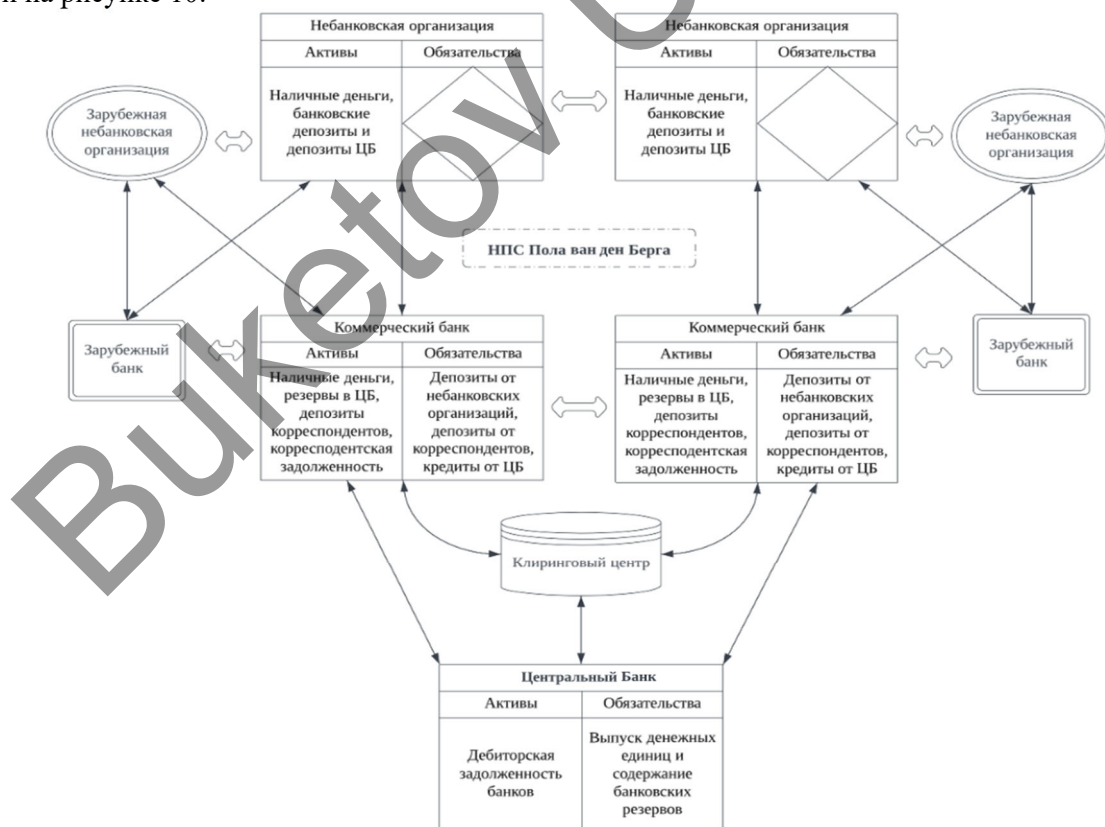 на рисунке 10.
Небанковская организация
Активы Обязательства
Наличные деньги,
банковские
депозиты и
депозиты ЦБ
Небанковская организация
Активы Обязательства
Наличные деньги,
банковские
депозиты и
депозиты ЦБ
Зарубежная
небанковская
организация
Зарубежная
небанковская
организация
НПС Пола ван ден Берга
Зарубежный
банк
Коммерческий банк
Активы Обязательства
Наличные деньги,
резервы в ЦБ,
депозиты
корреспондентов,
корресподентская
задолженность
Депозиты от
небанковских
организаций,
депозиты от
корреспондентов,
кредиты от ЦБ
Коммерческий банк
Активы Обязательства
Наличные деньги,
резервы в ЦБ,
депозиты
корреспондентов,
корресподентская
задолженность
Депозиты от
небанковских
организаций,
депозиты от
корреспондентов,
кредиты от ЦБ
Зарубежный
банк
Клиринговый центр
Центральный Банк
Активы Обязательства
Дебиторская
задолженность
банков
Выпуск денежных
единиц и
содержание
банковских
резервов
Buketov